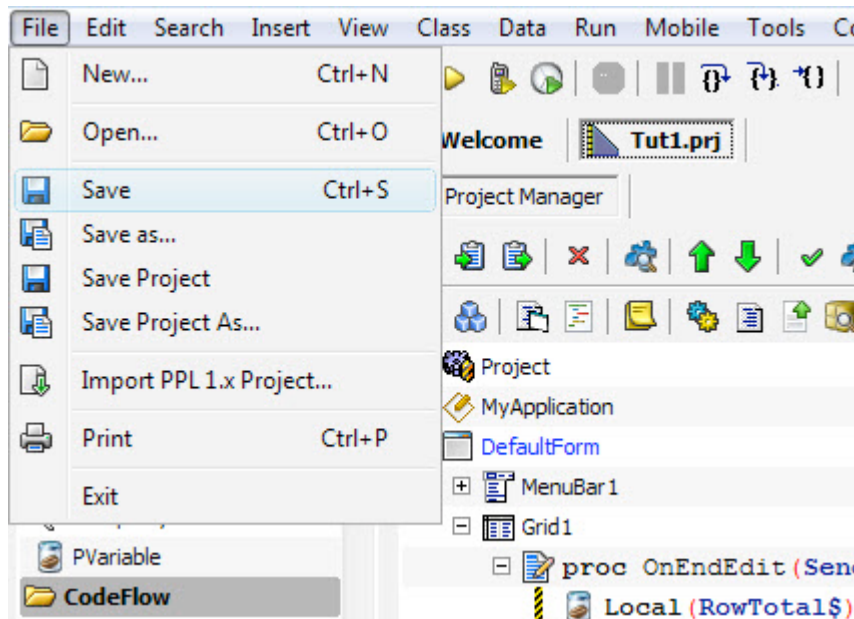 File Edit Search Insert View Class Data Run Mobile Tools
New... Ctrl+N
Open... Ctrl+O
Save Ctrl+S
Save as...
Save Project
Save Project As...
Import PPL 1.x Project...
Print Ctrl+P
Exit
PVariable
CodeFlow
Welcome Tut1.prj
Project Manager
Project
MyApplication
DefaultForm
MenuBar1
Grid1
proc OnEndEdit(Send
Local(RowTotal$)